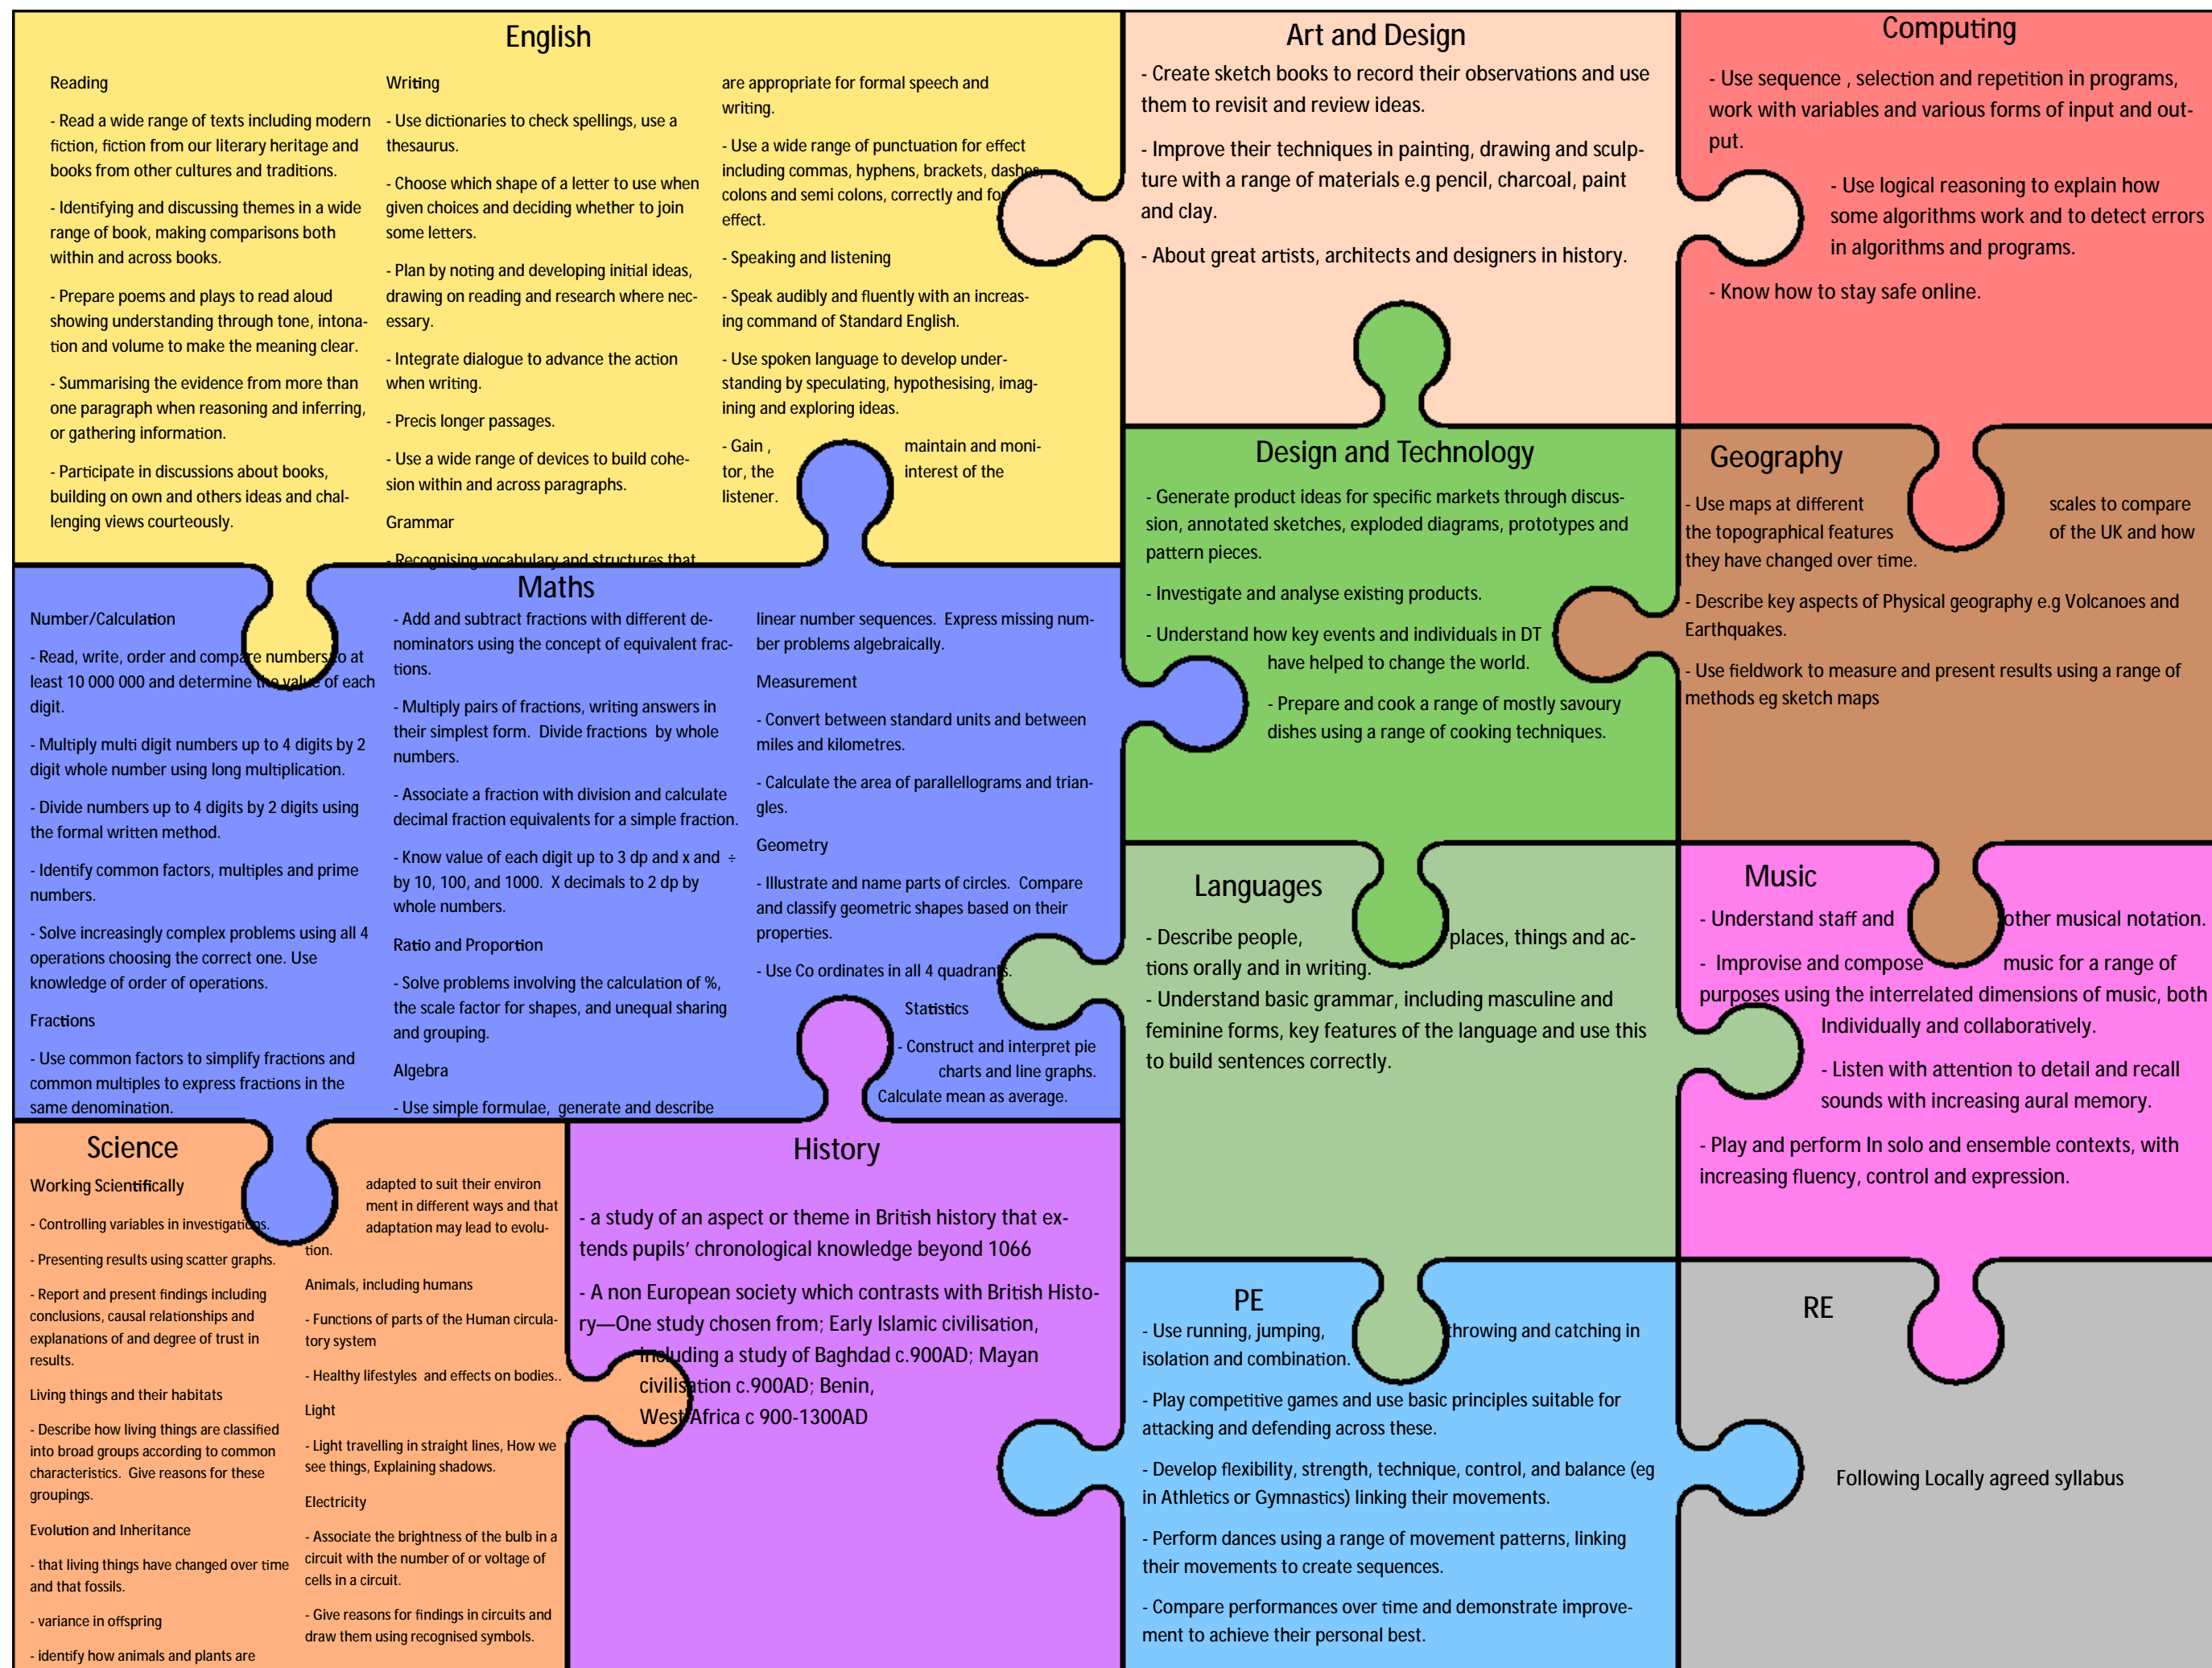 English
Reading
- Read a wide range of texts including modern
fiction, fiction from our literary heritage and
books from other cultures and traditions.
- Identifying and discussing themes in a wide
range of book, making comparisons both
within and across books.
- Prepare poems and plays to read aloud
showing understanding through tone, intona-
tion and volume to make the meaning clear.
- Summarising the evidence from more than
one paragraph when reasoning and inferring,
or gathering information.
- Participate in discussions about books,
building on own and others ideas and chal-
lenging views courteously.
Writing
- Use dictionaries to check spellings, use a
thesaurus.
- Choose which shape of a letter to use when
given choices and deciding whether to join
some letters.
- Plan by noting and developing initial ideas,
drawing on reading and research where nec-
essary.
- Integrate dialogue to advance the action
when writing.
- Precis longer passages.
- Use a wide range of devices to build cohe-
sion within and across paragraphs.
Grammar
- Recognising vocabulary and structures that
are appropriate for formal speech and
writing.
- Use a wide range of punctuation for effect
including commas, hyphens, brackets, dashes,
colons and semi colons, correctly and for
effect.
- Speaking and listening
- Speak audibly and fluently with an increas-
ing command of Standard English.
- Use spoken language to develop under-
standing by speculating, hypothesising, imag-
ining and exploring ideas.
- Gain , maintain and moni-
tor, the interest of the
listener.
Art and Design
- Create sketch books to record their observations and use
them to revisit and review ideas.
- Improve their techniques in painting, drawing and sculp-
ture with a range of materials e.g pencil, charcoal, paint
and clay.
- About great artists, architects and designers in history.
Computing
- Use sequence , selection and repetition in programs,
work with variables and various forms of input and out-
put.
- Use logical reasoning to explain how
some algorithms work and to detect errors
in algorithms and programs.
- Know how to stay safe online.
Design and Technology
- Generate product ideas for specific markets through discus-
sion, annotated sketches, exploded diagrams, prototypes and
pattern pieces.
- Investigate and analyse existing products.
- Understand how key events and individuals in DT
have helped to change the world.
- Prepare and cook a range of mostly savoury
dishes using a range of cooking techniques.
Geography
- Use maps at different scales to compare
the topographical features of the UK and how
they have changed over time.
- Describe key aspects of Physical geography e.g Volcanoes and
Earthquakes.
- Use fieldwork to measure and present results using a range of
methods eg sketch maps
Maths
Number/Calculation
- Read, write, order and compare numbers to at
least 10 000 000 and determine the value of each
digit.
- Multiply multi digit numbers up to 4 digits by 2
digit whole number using long multiplication.
- Divide numbers up to 4 digits by 2 digits using
the formal written method.
- Identify common factors, multiples and prime
numbers.
- Solve increasingly complex problems using all 4
operations choosing the correct one. Use
knowledge of order of operations.
Fractions
- Use common factors to simplify fractions and
common multiples to express fractions in the
same denomination.
- Add and subtract fractions with different de-
nominators using the concept of equivalent frac-
tions.
- Multiply pairs of fractions, writing answers in
their simplest form. Divide fractions by whole
numbers.
- Associate a fraction with division and calculate
decimal fraction equivalents for a simple fraction.
- Know value of each digit up to 3 dp and x and ÷
by 10, 100, and 1000. X decimals to 2 dp by
whole numbers.
Ratio and Proportion
- Solve problems involving the calculation of %,
the scale factor for shapes, and unequal sharing
and grouping.
Algebra
- Use simple formulae, generate and describe
linear number sequences. Express missing num-
ber problems algebraically.
Measurement
- Convert between standard units and between
miles and kilometres.
- Calculate the area of parallellograms and trian-
gles.
Geometry
- Illustrate and name parts of circles. Compare
and classify geometric shapes based on their
properties.
- Use Co ordinates in all 4 quadrants.
Statistics
- Construct and interpret pie
charts and line graphs.
Calculate mean as average.
Languages
- Describe people, places, things and ac-
tions orally and in writing.
- Understand basic grammar, including masculine and
feminine forms, key features of the language and use this
to build sentences correctly.
Music
- Understand staff and other musical notation.
- Improvise and compose music for a range of
purposes using the interrelated dimensions of music, both
Individually and collaboratively.
- Listen with attention to detail and recall
sounds with increasing aural memory.
- Play and perform In solo and ensemble contexts, with
increasing fluency, control and expression.
Science
Working Scientifically
- Controlling variables in investigations.
- Presenting results using scatter graphs.
- Report and present findings including
conclusions, causal relationships and
explanations of and degree of trust in
results.
Living things and their habitats
- Describe how living things are classified
into broad groups according to common
characteristics. Give reasons for these
groupings.
Evolution and Inheritance
- that living things have changed over time
and that fossils.
- variance in offspring
- identify how animals and plants are
adapted to suit their environ
ment in different ways and that
adaptation may lead to evolu-
tion.
Animals, including humans
- Functions of parts of the Human circula-
tory system
- Healthy lifestyles and effects on bodies..
Light
- Light travelling in straight lines, How we
see things, Explaining shadows.
Electricity
- Associate the brightness of the bulb in a
circuit with the number of or voltage of
cells in a circuit.
- Give reasons for findings in circuits and
draw them using recognised symbols.
History
- a study of an aspect or theme in British history that ex-
tends pupils’ chronological knowledge beyond 1066
- A non European society which contrasts with British Histo-
ry—One study chosen from; Early Islamic civilisation,
including a study of Baghdad c.900AD; Mayan
civilisation c.900AD; Benin,
West Africa c 900-1300AD
PE
- Use running, jumping, throwing and catching in
isolation and combination.
- Play competitive games and use basic principles suitable for
attacking and defending across these.
- Develop flexibility, strength, technique, control, and balance (eg
in Athletics or Gymnastics) linking their movements.
- Perform dances using a range of movement patterns, linking
their movements to create sequences.
- Compare performances over time and demonstrate improve-
ment to achieve their personal best.
RE
Following Locally agreed syllabus